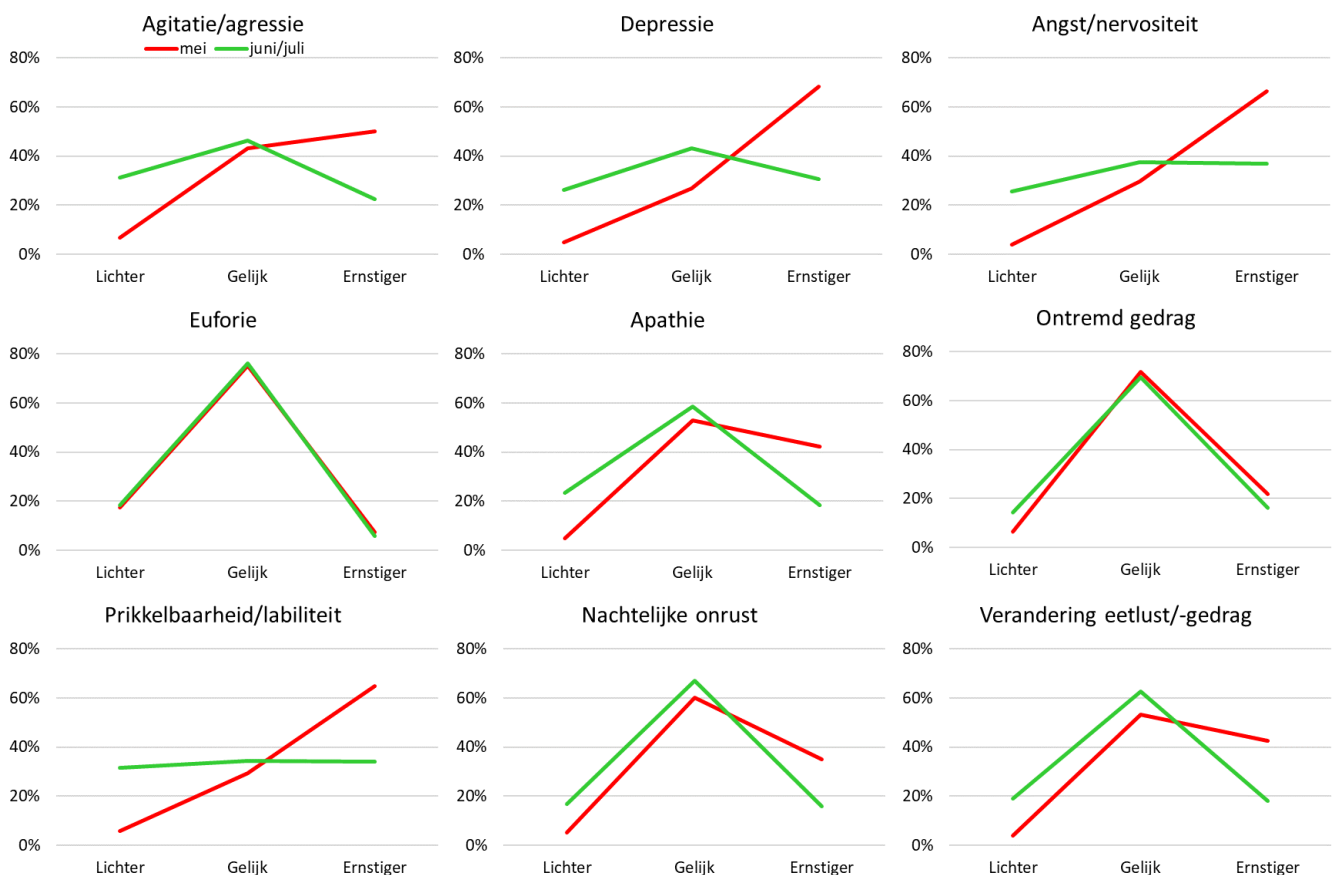 Agitatie/agressie
mei juni/juli
80%
60%
40%
20%
0%
Lichter Gelijk Ernstiger
Depressie
80%
60%
40%
20%
0%
Lichter Gelijk Ernstiger
Angst/nervositeit
80%
60%
40%
20%
0%
Lichter Gelijk Ernstiger
Euforie
80%
60%
40%
20%
0%
Lichter Gelijk Ernstiger
Apathie
80%
60%
40%
20%
0%
Lichter Gelijk Ernstiger
Ontremd gedrag
80%
60%
40%
20%
0%
Lichter Gelijk Ernstiger
Prikkelbaarheid/labiliteit
80%
60%
40%
20%
0%
Lichter Gelijk Ernstiger
Nachtelijke onrust
80%
60%
40%
20%
0%
Lichter Gelijk Ernstiger
Verandering eetlust/-gedrag
80%
60%
40%
20%
0%
Lichter Gelijk Ernstiger